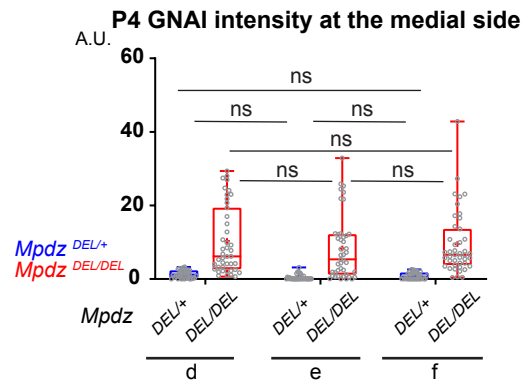 P4 GNAI intensity at the medial side
A.U.
60
ns
ns ns
40
ns
ns ns
20
Mpdz DEL/+
Mpdz DEL/DEL
0
Mpdz DEL/+ DEL/DEL DEL/+ DEL/DEL DEL/+ DEL/DEL
d e f